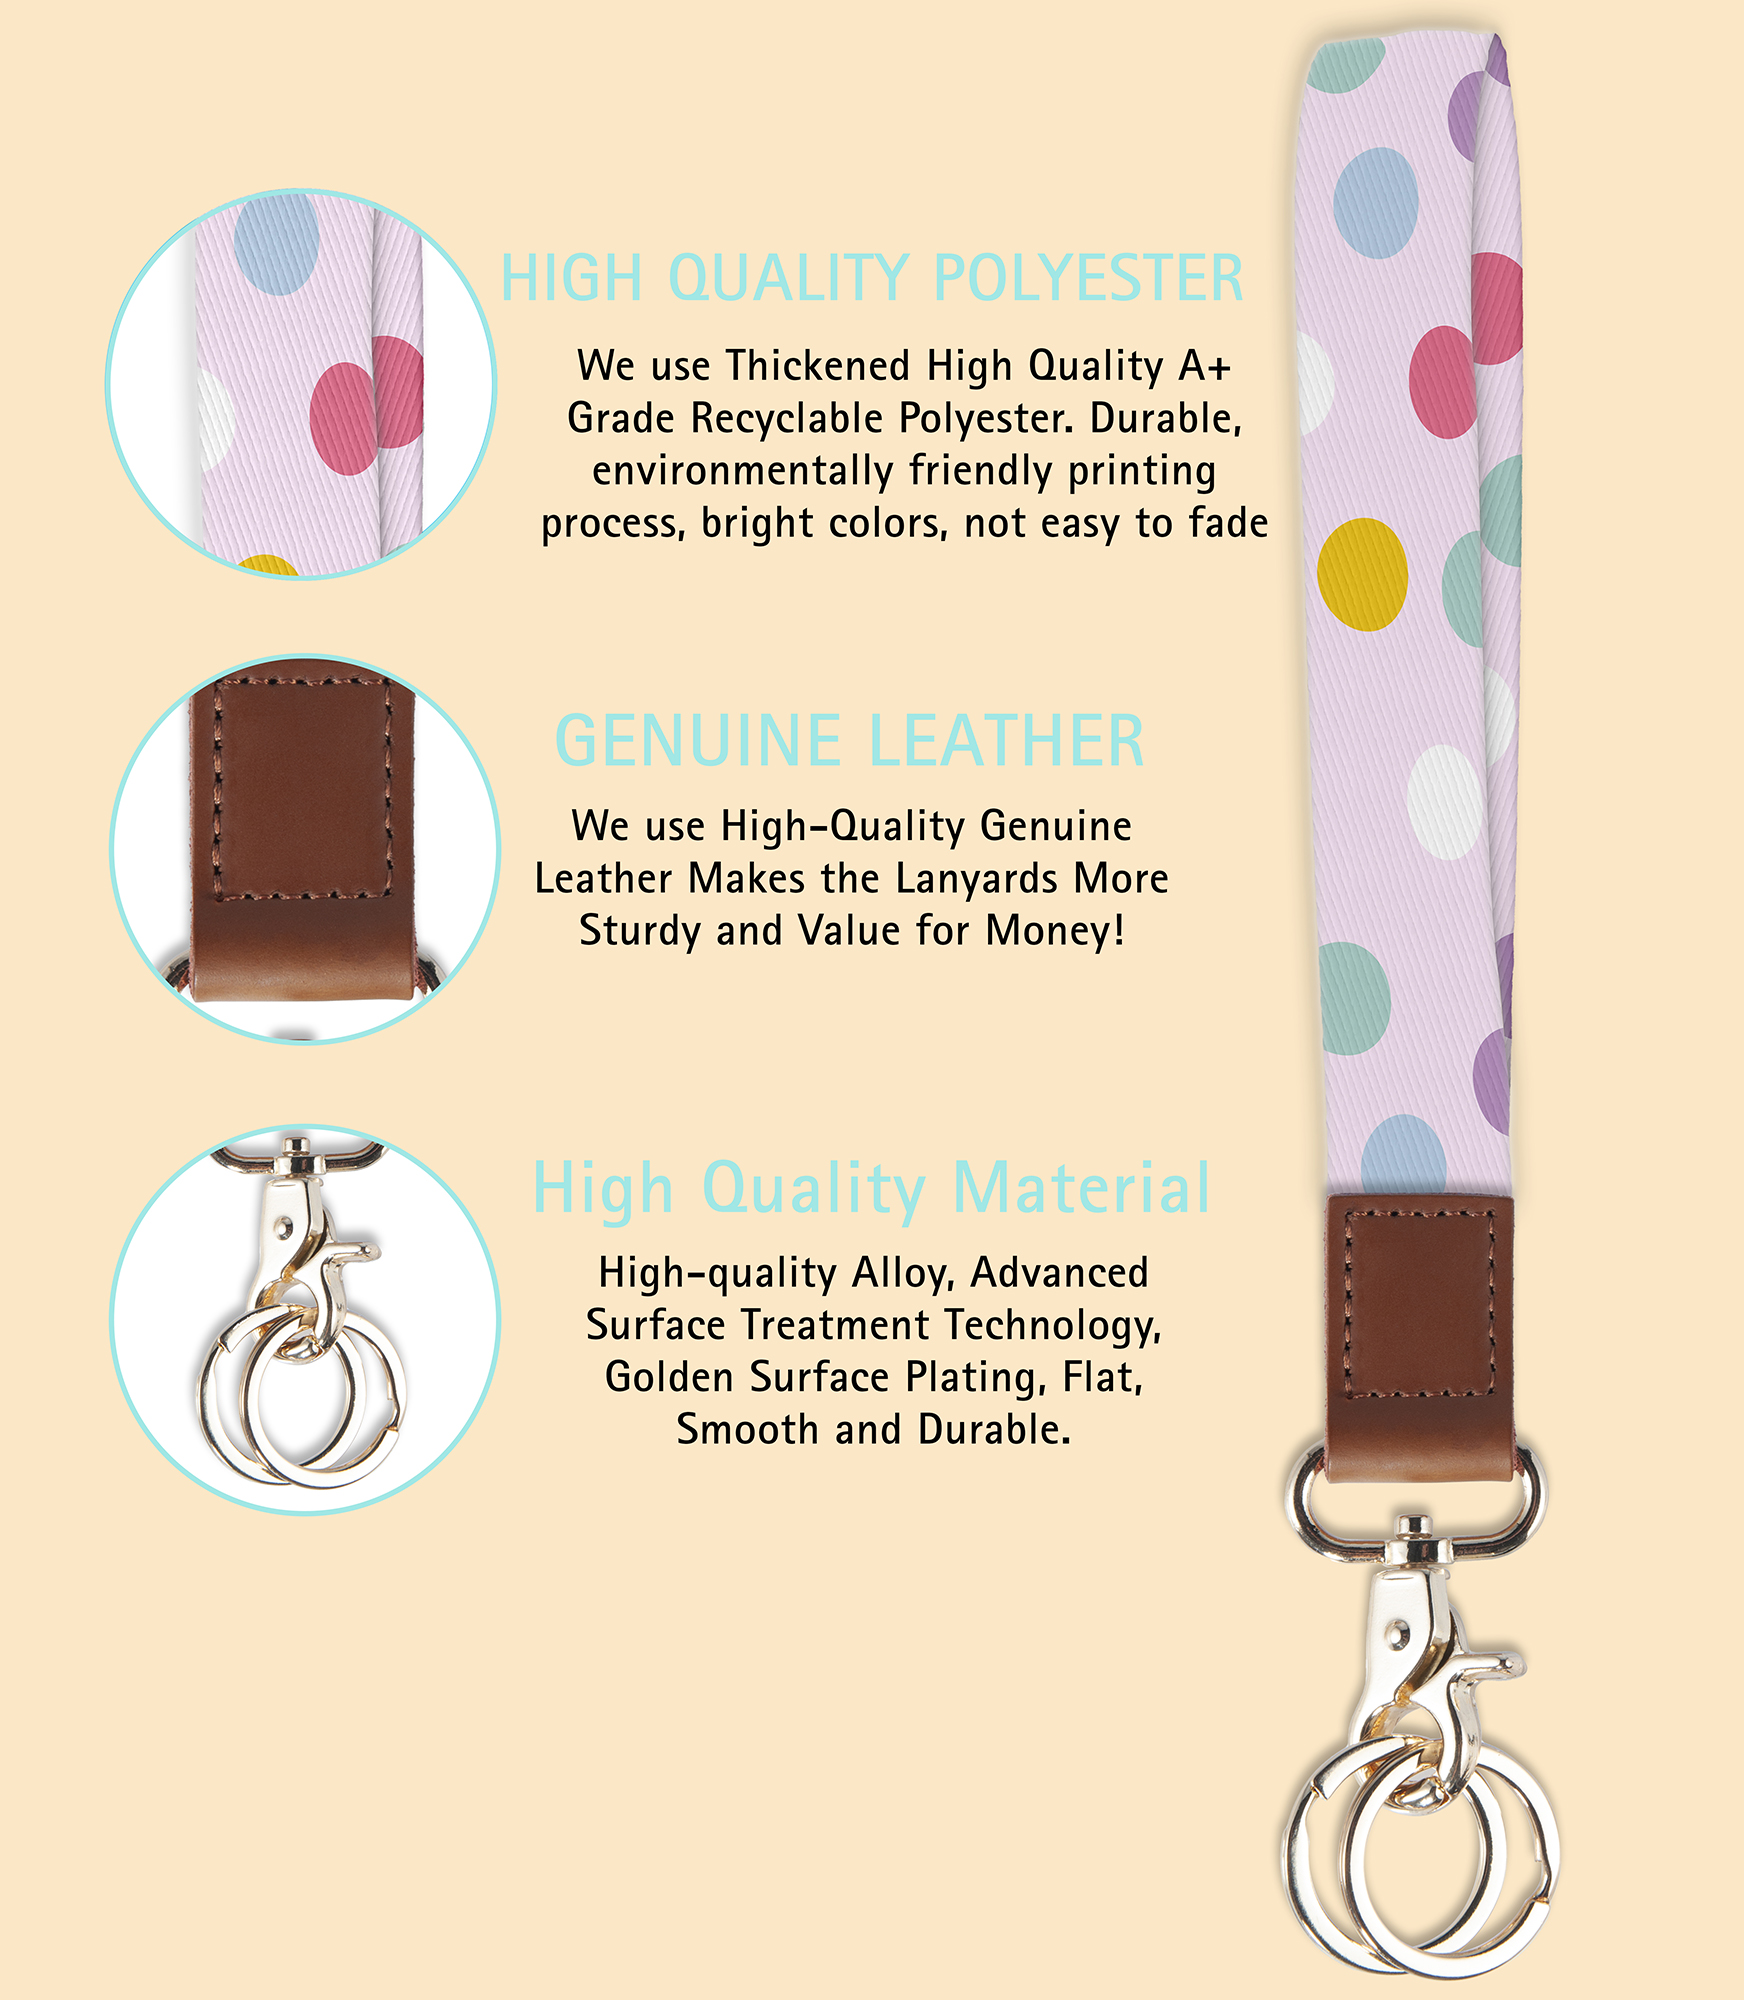 HIGH QUALITY POLYESTER
We use Thickened High Quality A+
Grade Recyclable Polyester. Durable,
environmentally friendly printing
process, bright colors, not easy to fade
GENUINE LEATHER
We use High-Quality Genuine
Leather Makes the Lanyards More
Sturdy and Value for Money!
High Quality Material
High-quality Alloy, Advanced
Surface Treatment Technology,
Golden Surface Plating, Flat,
Smooth and Durable.